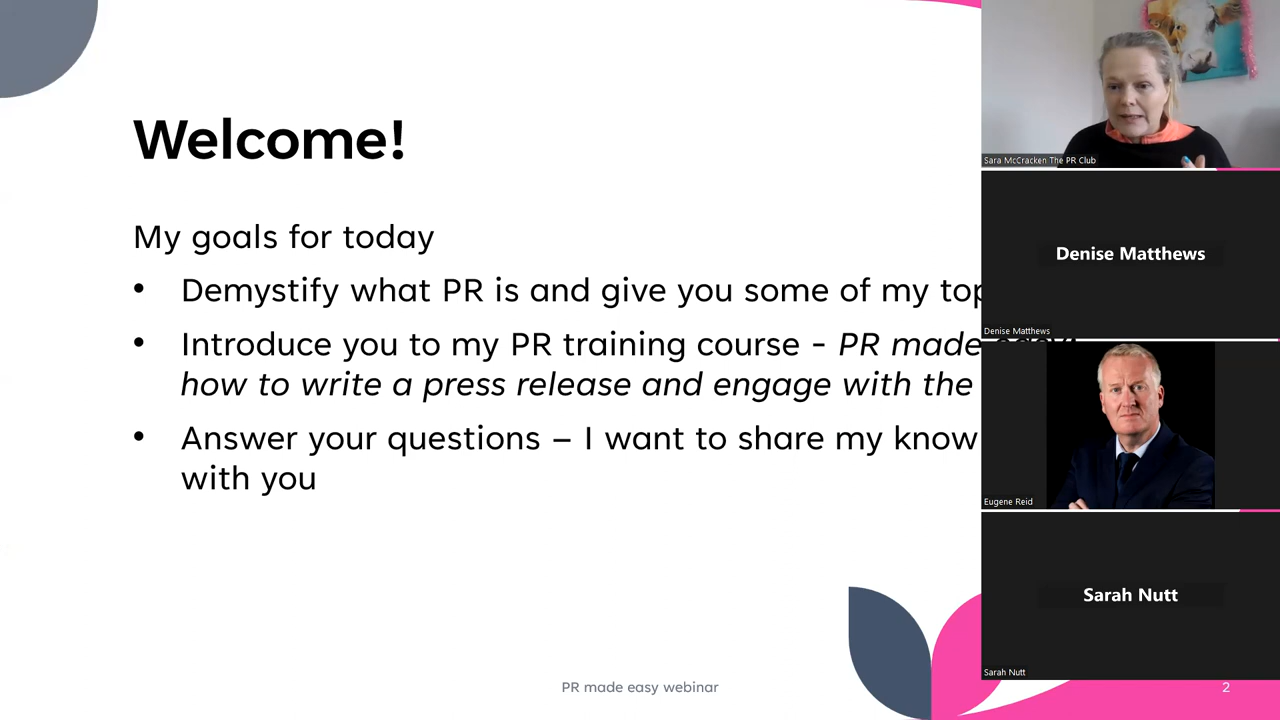 Welcome!
My goals for today
• Demystify what PR is and give you some of my top
• Introduce you to my PR training course - PR made easy:
how to write a press release and engage with the
• Answer your questions – I want to share my know
with you
PR made easy webinar
2
Sara McCracken The PR Club
Denise Matthews
Denise Matthews
Eugene Reid
Sarah Nutt
Sarah Nutt